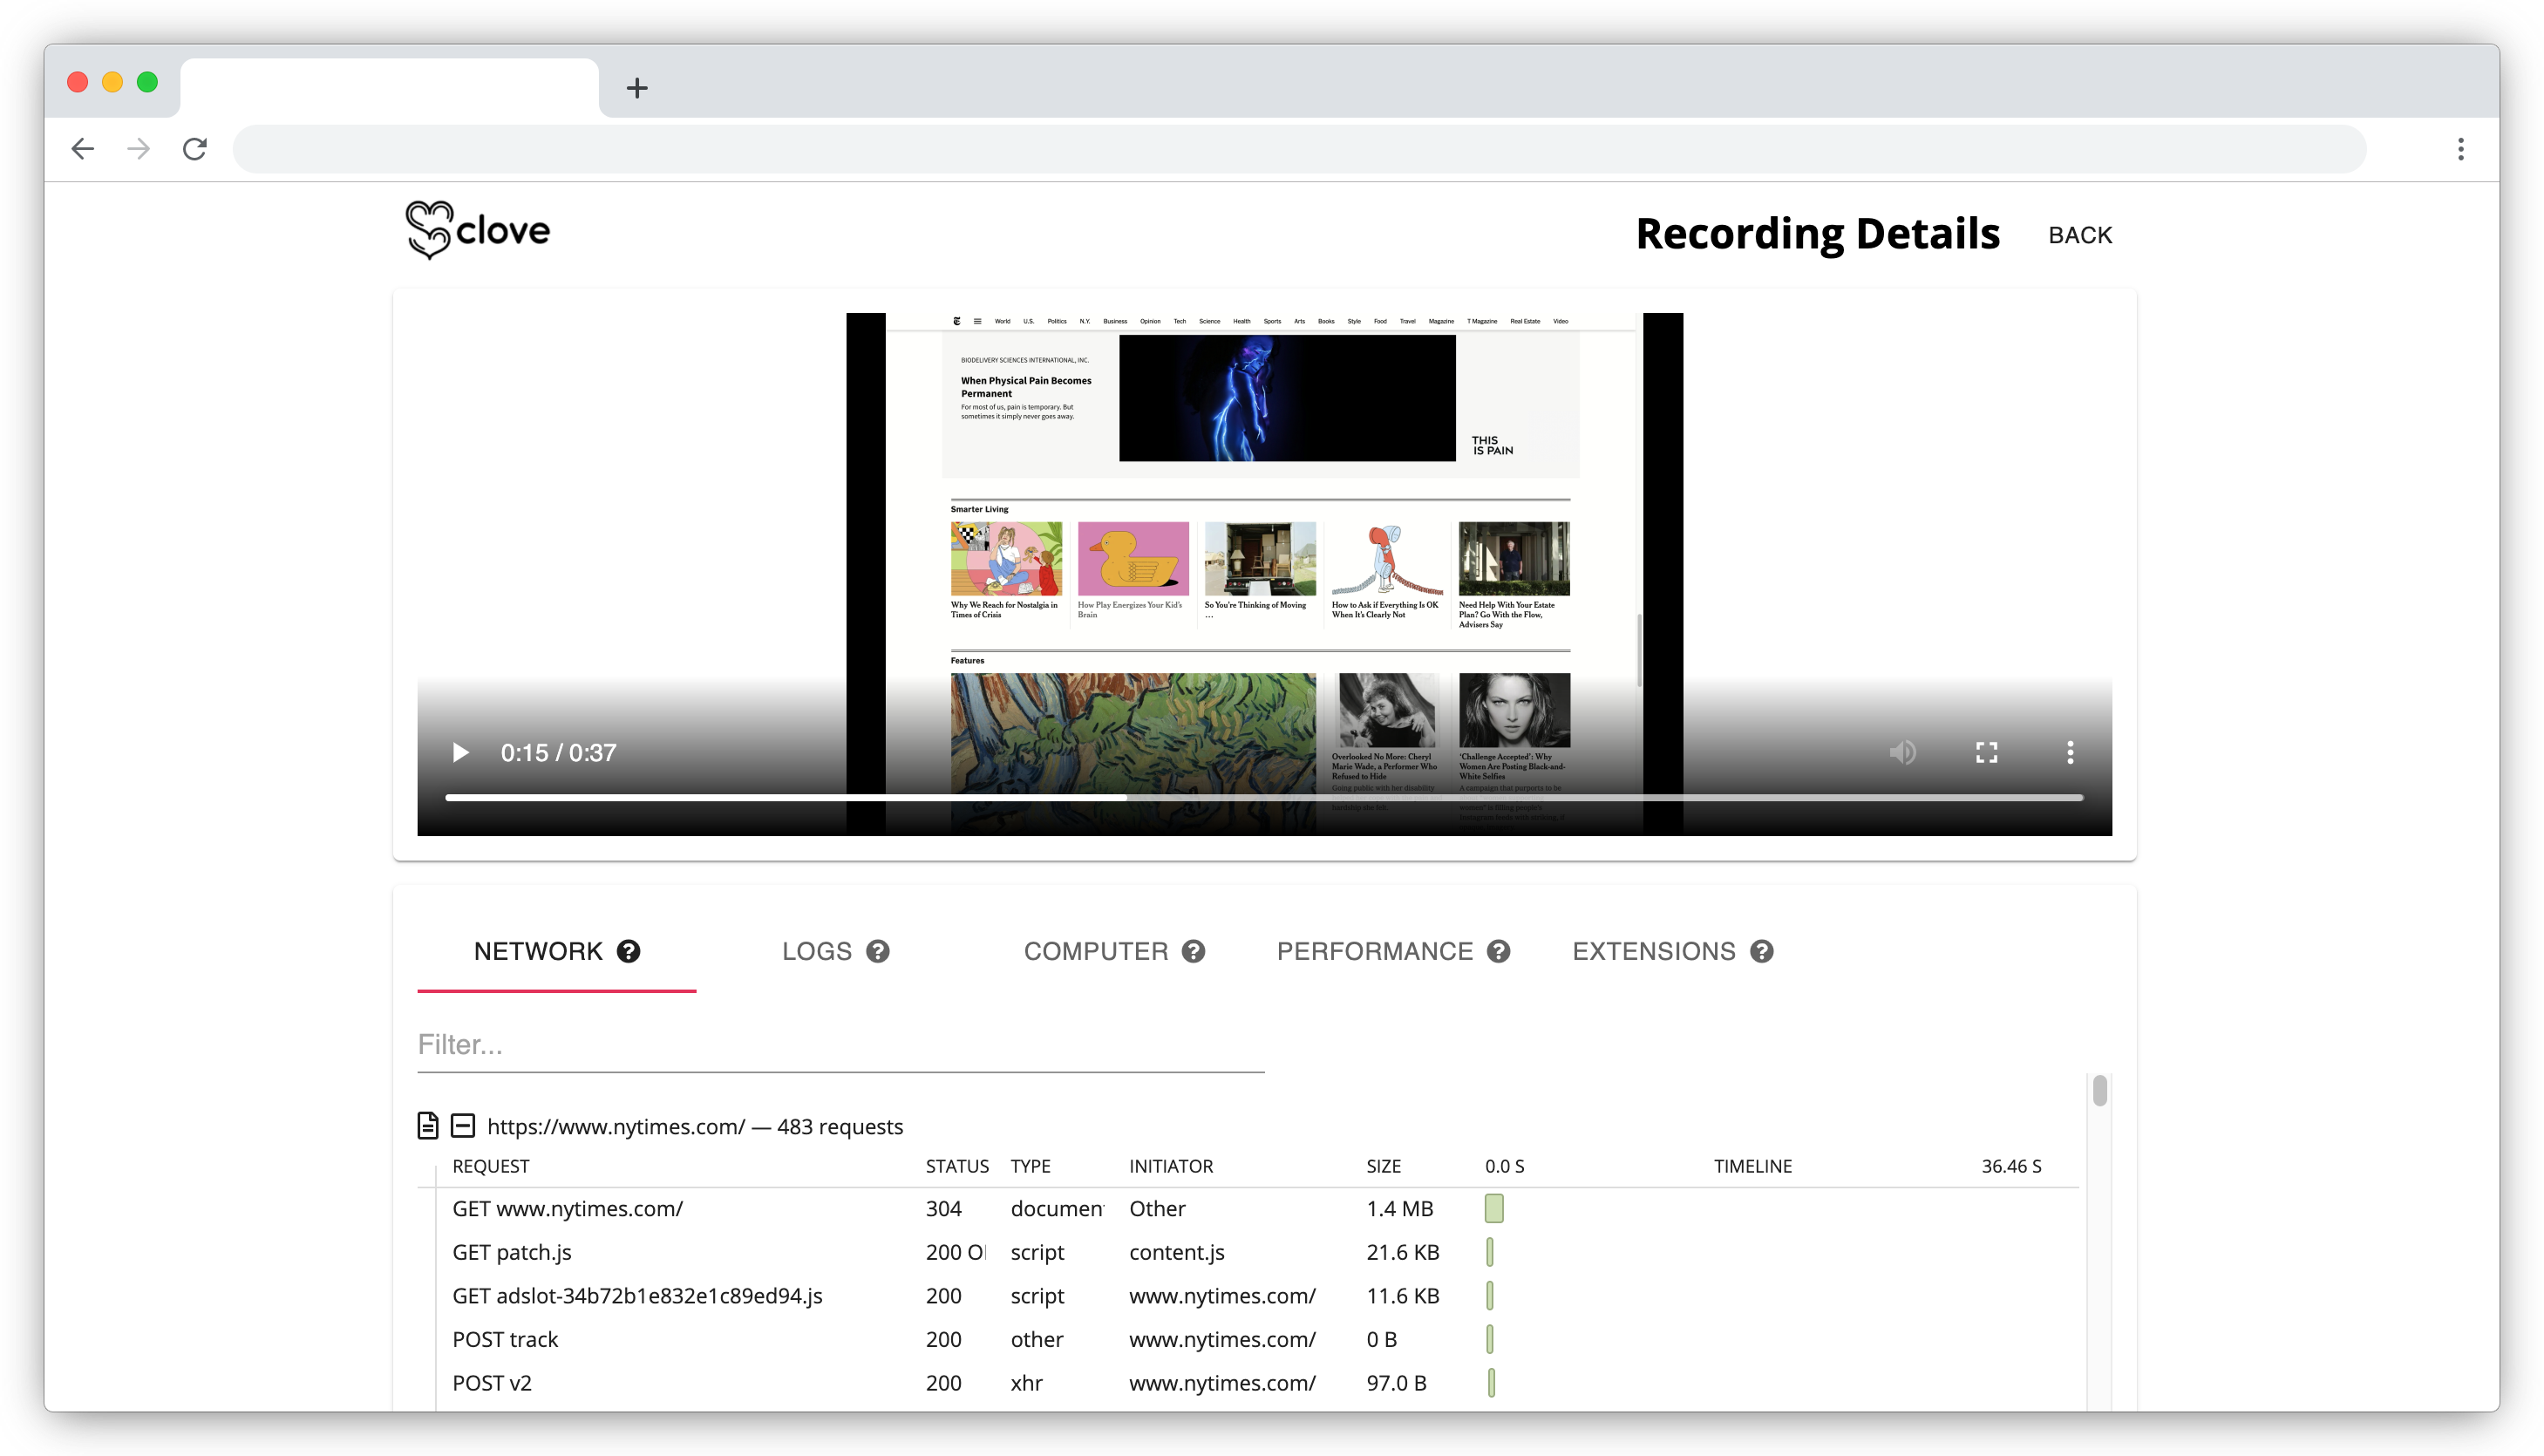 clove
Recording Details
BACK
World U.S. Politics N.Y. Business Opinion Tech Science Health Sports Arts Books Style Food Travel Magazine T Magazine Real Estate Video
BIODELIVERY SCIENCES INTERNATIONAL, INC.
When Physical Pain Becomes
Permanent
For most of us, pain is temporary. But
sometimes it simply never goes away.
THIS
IS PAIN
Smarter Living
Why We Reach for Nostalgia in
Times of Crisis
How Play Energizes Your Kid's
Brain
So You're Thinking of Moving
…
How to Ask if Everything Is OK
When It's Clearly Not
Need Help With Your Estate
Plan? Go With the Flow,
Advisers Say
Features
Overlooked No More: Cheryl
Marie Wade, a Performer Who
Refused to Hide
Going public with her disability
'Challenge Accepted': Why
Women Are Posting Black-and-
White Selfies
A campaign that purports to be
0:15 / 0:37
NETWORK ?
LOGS ?
COMPUTER ?
PERFORMANCE ?
EXTENSIONS ?
Filter...
https://www.nytimes.com/ — 483 requests
REQUEST STATUS TYPE INITIATOR SIZE 0.0 S TIMELINE 36.46 S
GET www.nytimes.com/ 304 documen Other 1.4 MB
GET patch.js 200 O script content.js 21.6 KB
GET adslot-34b72b1e832e1c89ed94.js 200 script www.nytimes.com/ 11.6 KB
POST track 200 other www.nytimes.com/ 0 B
POST v2 200 xhr www.nytimes.com/ 97.0 B